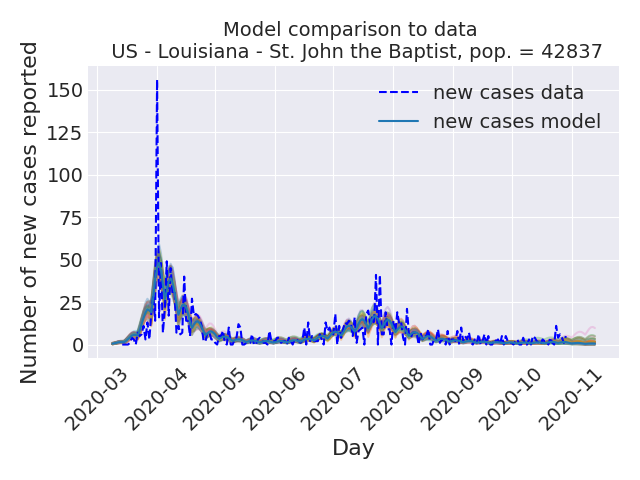 Model comparison to data
US - Louisiana - St. John the Baptist, pop. = 42837
Number of new cases reported
150
125
100
75
50
25
0
new cases data
new cases model
2020-03
2020-04
2020-05
2020-06
2020-07
2020-08
2020-09
2020-10
2020-11
Day